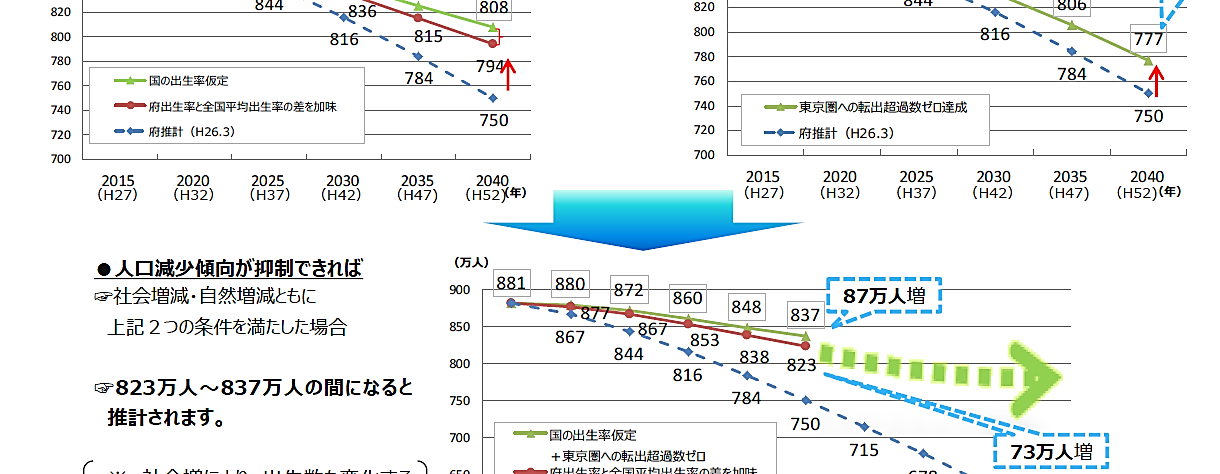 820
844
836
808
800
816
815
794
780
784
760
750
740
720
700
国の出生率仮定
府出生率と全国平均出生率の差を加味
府推計（H26.3）
2015 2020 2025 2030 2035 2040
(H27) (H32) (H37) (H42) (H47) (H52)(年)
820
844
806
800
816
777
780
784
760
750
740
720
700
東京圏への転出超過数ゼロ達成
府推計（H26.3）
2015 2020 2025 2030 2035 2040
(H27) (H32) (H37) (H42) (H47) (H52)(年)
●人口減少傾向が抑制できれば
☞社会増減・自然増減ともに
上記２つの条件を満たした場合
☞823万人～837万人の間になると
推計されます。
(万人)
900
850
800
750
700
881 880 872 860 848 837
877 867 853 838 823
867 844 816 784 750 715
87万人増
73万人増
国の出生率仮定
＋東京圏への転出超過数ゼロ
府出生率と全国平均出生率の差を加味